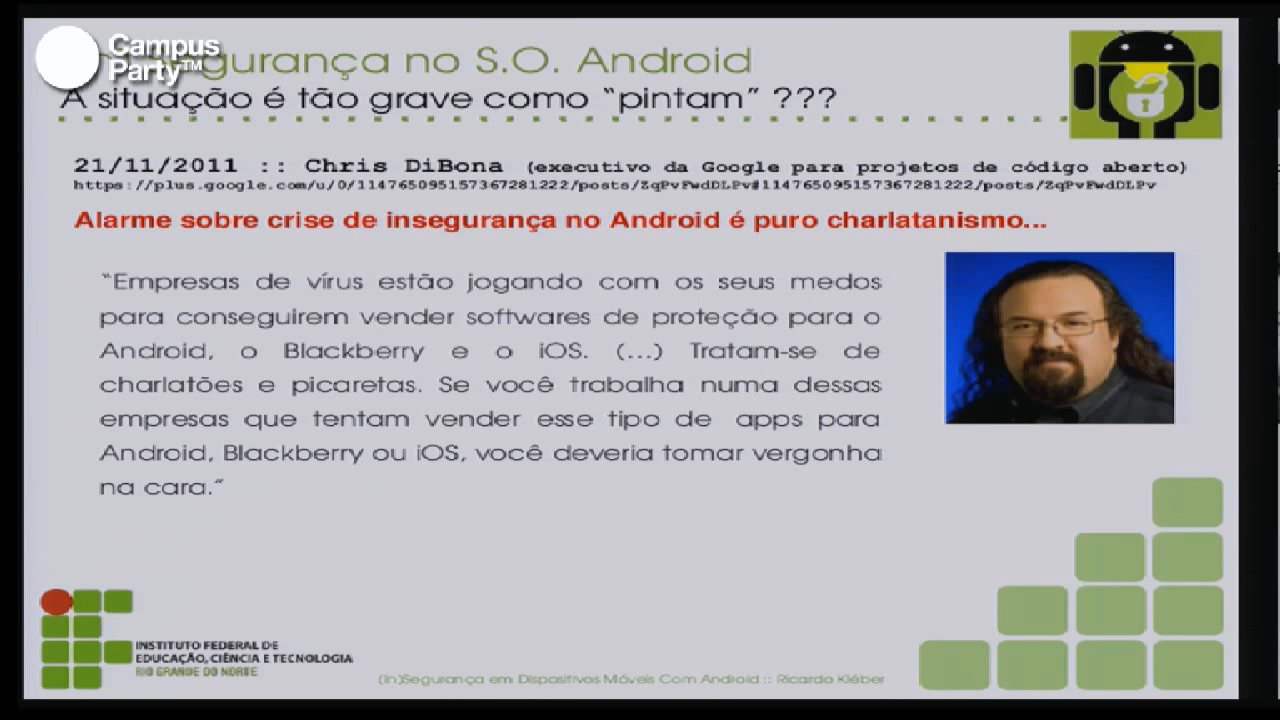 Campus
Party™
gurança no S.O. Android
A situação é tão grave como “pintam” ???
21/11/2011 :: Chris DiBona (executivo da Google para projetos de código aberto)
https://plus.google.com/u/0/114765095157367281222/posts/ZqPvFwdDLPv#114765095157367281222/posts/ZqPvFwdDLPv
Alarme sobre crise de insegurança no Android é puro charlatanismo...
“Empresas de vírus estão jogando com os seus medos
para conseguirem vender softwares de proteção para o
Android, o Blackberry e o iOS. (...) Tratam-se de
charlatões e picaretas. Se você trabalha numa dessas
empresas que tentam vender esse tipo de apps para
Android, Blackberry ou iOS, você deveria tomar vergonha
na cara.”
INSTITUTO FEDERAL DE
EDUCAÇÃO, CIÊNCIA E TECNOLOGIA
RIO GRANDE DO NORTE
(In)Segurança em Dispositivos Móveis Com Android :: Ricardo Kléber